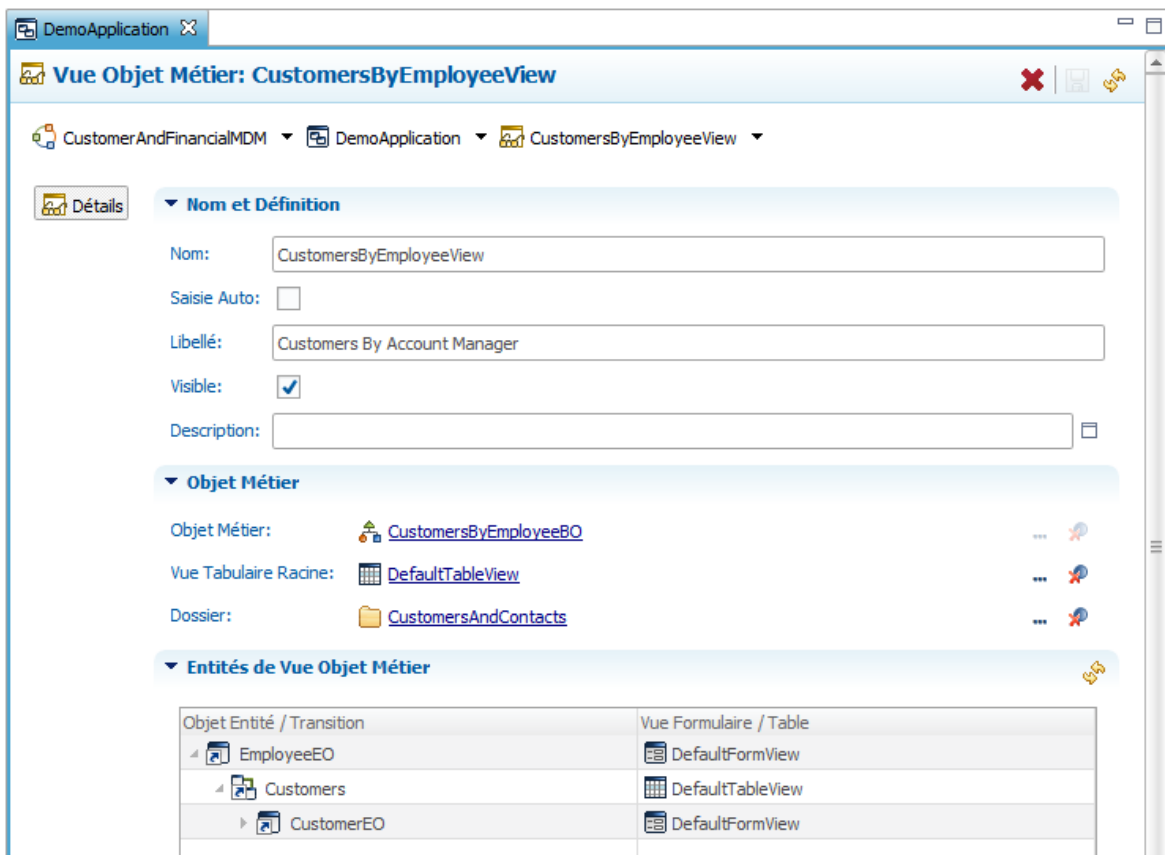 DemoApplication
Vue Objet Métier: CustomersByEmployeeView
CustomerAndFinancialMDM DemoApplication CustomersByEmployeeView
Détails
Nom et Définition
Nom: CustomersByEmployeeView
Saisie Auto:
Libellé: Customers By Account Manager
Visible:
Description:
Objet Métier
Objet Métier: CustomersByEmployeeBO ...
Vue Tabulaire Racine: DefaultTableView ...
Dossier: CustomersAndContacts ...
Entités de Vue Objet Métier
Objet Entité / Transition Vue Formulaire / Table
EmployeeEO DefaultFormView
Customers DefaultTableView
CustomerEO DefaultFormView